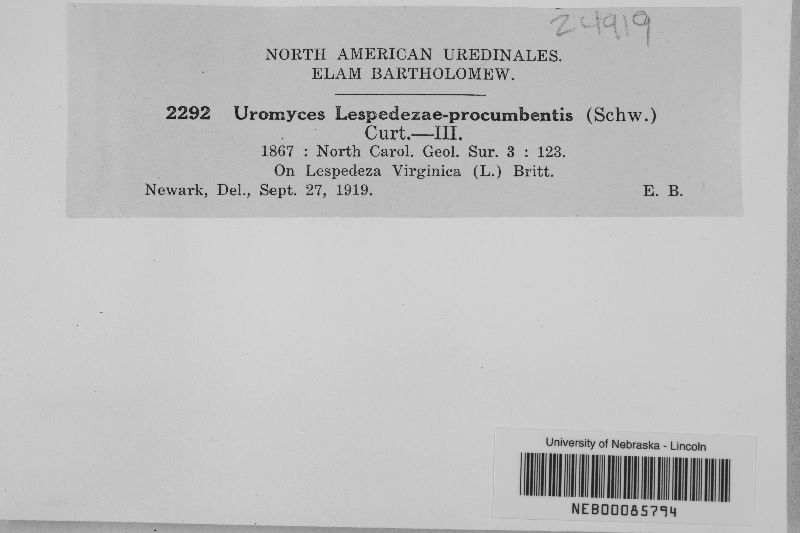 24919
NORTH AMERICAN UREDINALES.
ELAM BARTHOLOMEW.
2292 Uromyces Lespedezae-procumbentis (Schw.)
Curt.—III.
1867 : North Carol. Geol. Sur. 3 : 123.
On Lespedeza Virginica (L.) Britt.
Newark, Del., Sept. 27, 1919. E. B.
University of Nebraska - Lincoln
NEB00085794